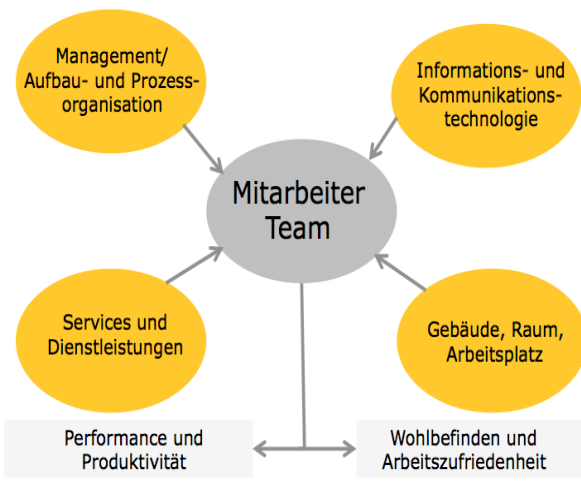 Management/
Aufbau- und Prozess-
organisation
Informations- und
Kommunikations-
technologie
Mitarbeiter
Team
Services und
Dienstleistungen
Gebäude, Raum,
Arbeitsplatz
Performance und
Produktivität
Wohlbefinden und
Arbeitszufriedenheit